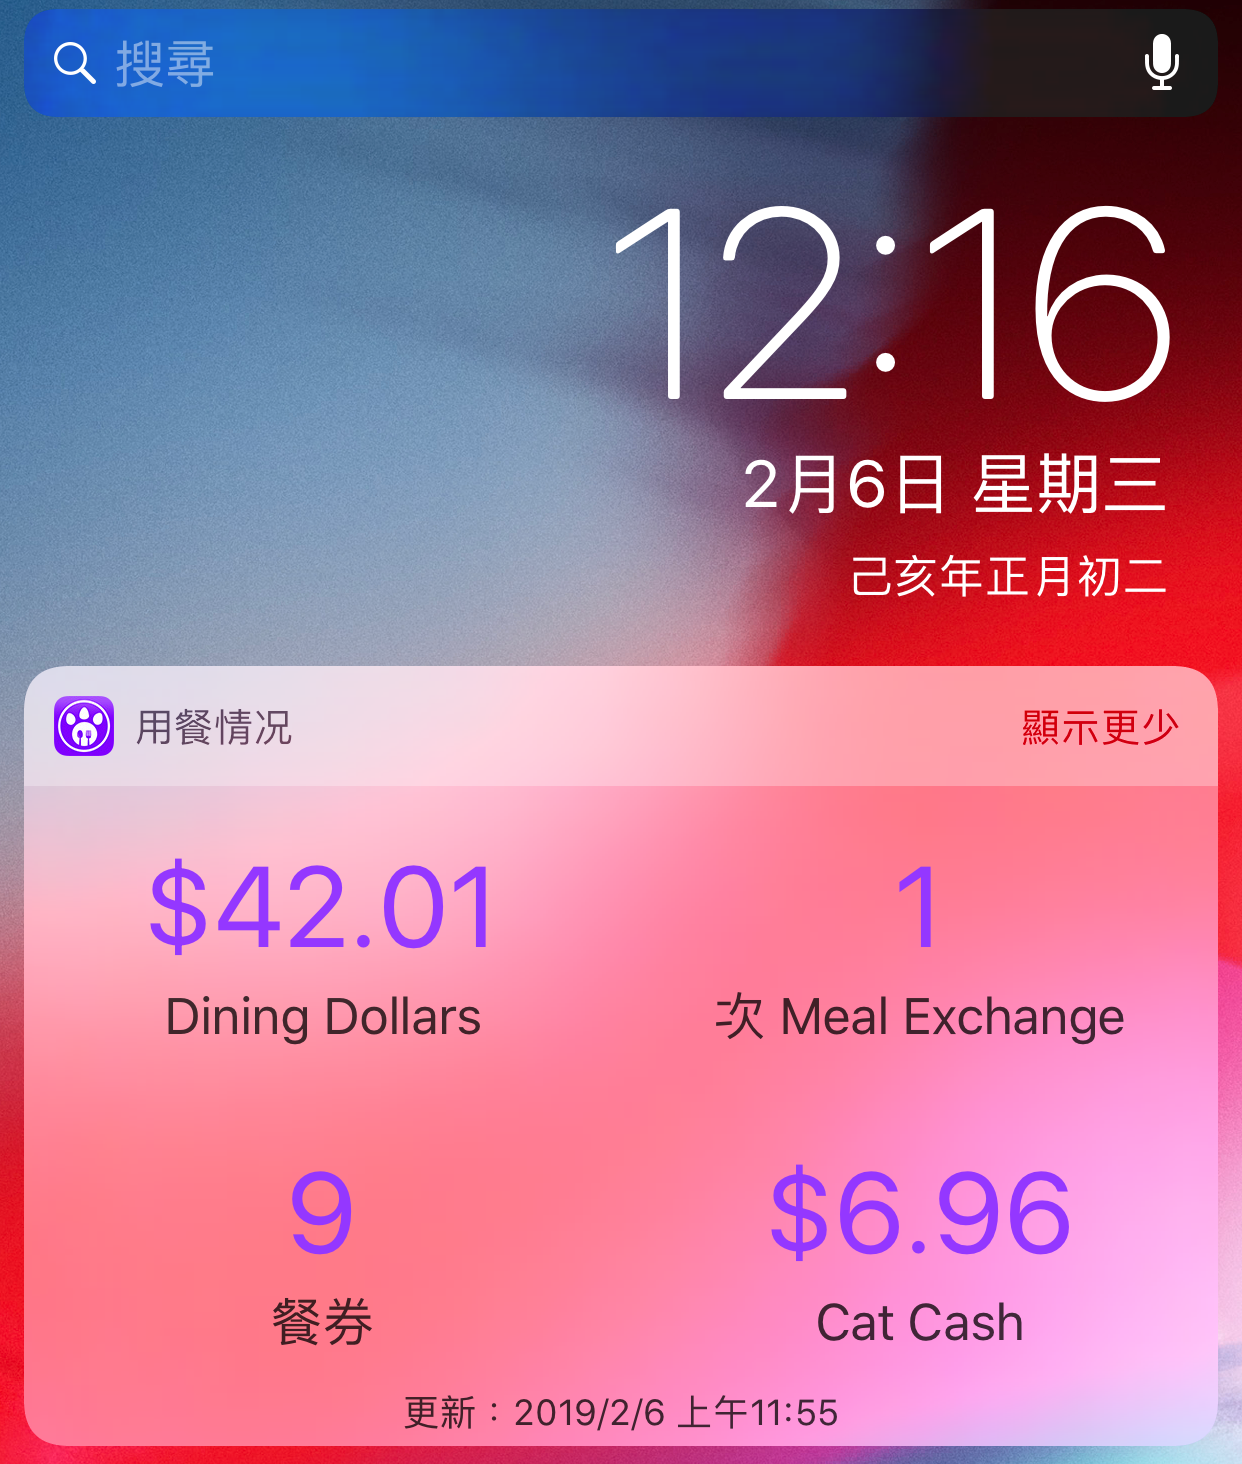 搜尋
12:16
2月6日 星期三
己亥年正月初二
用餐情况 顯示更少
$42.01 1
Dining Dollars 次 Meal Exchange
9 $6.96
餐券 Cat Cash
更新：2019/2/6 上午11:55